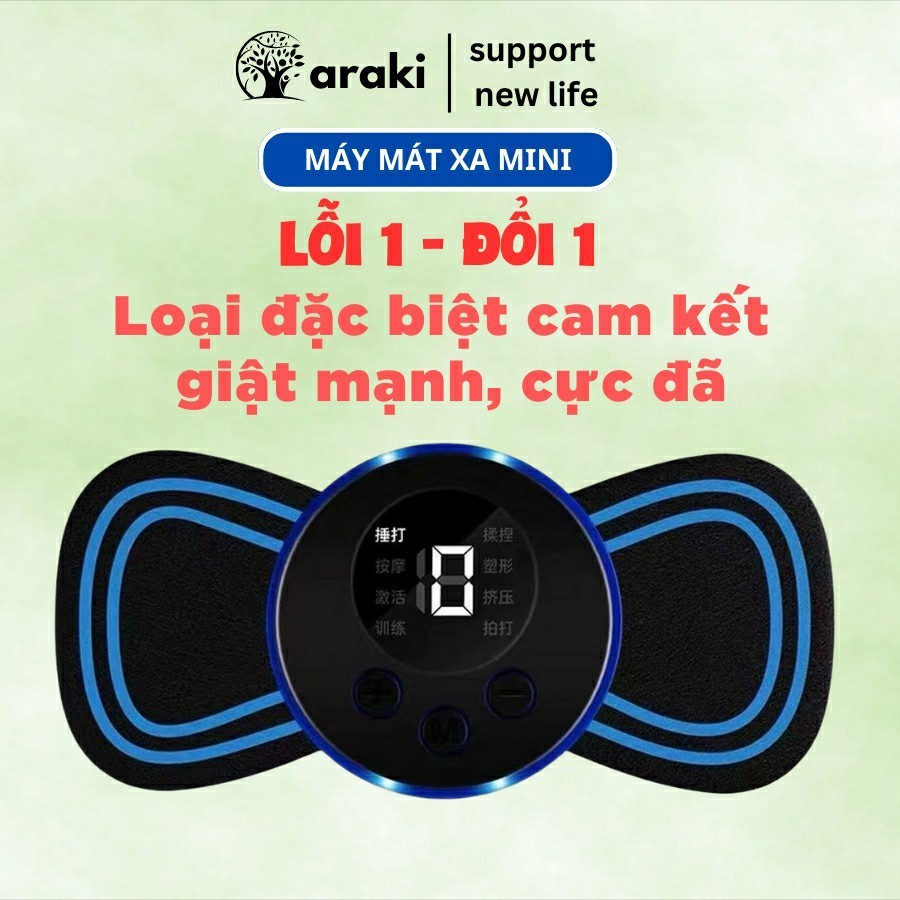 araki
support
new life
MÁY MÁT XA MINI
LỖI 1 - ĐỔI 1
Loại đặc biệt cam kết
giật mạnh, cực đã
捶打
揉捏
按摩
塑形
激活
挤压
训练
拍打
0
+
−
M